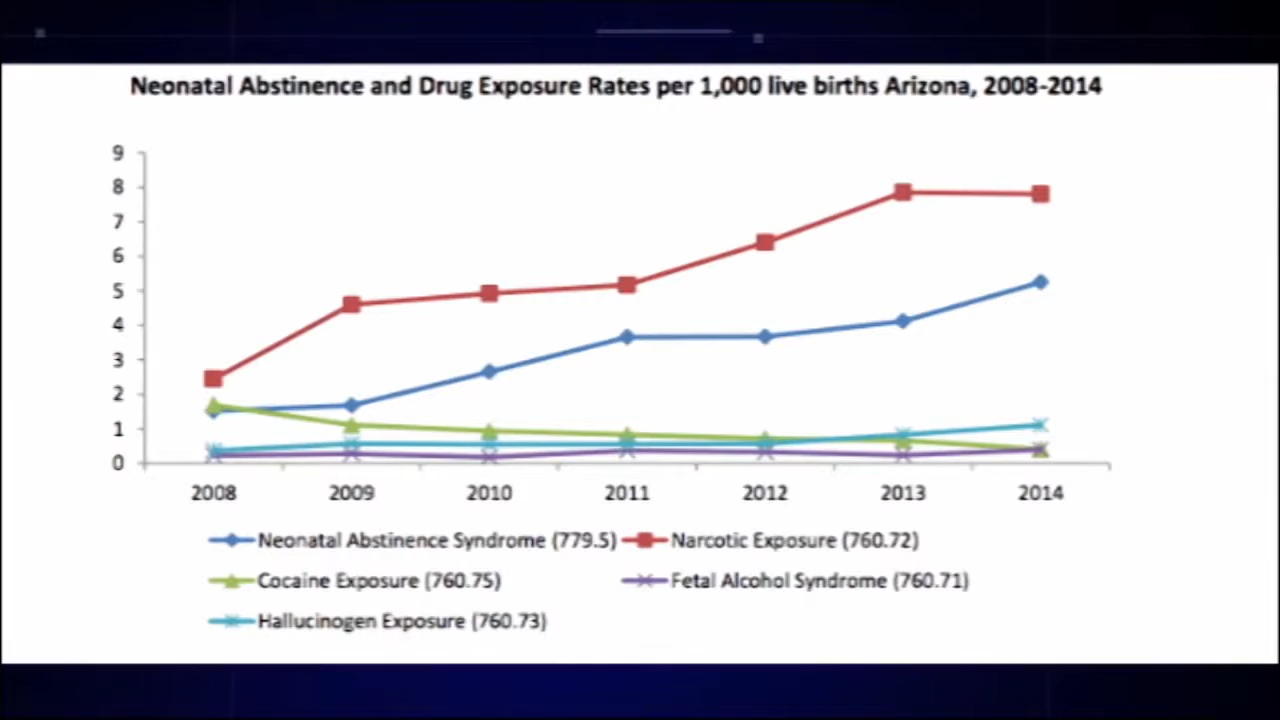 Neonatal Abstinence and Drug Exposure Rates per 1,000 live births Arizona, 2008-2014
9
8
7
6
5
4
3
2
1
0
2008 2009 2010 2011 2012 2013 2014
Neonatal Abstinence Syndrome (779.5) Narcotic Exposure (760.72)
Cocaine Exposure (760.75) Fetal Alcohol Syndrome (760.71)
Hallucinogen Exposure (760.73)